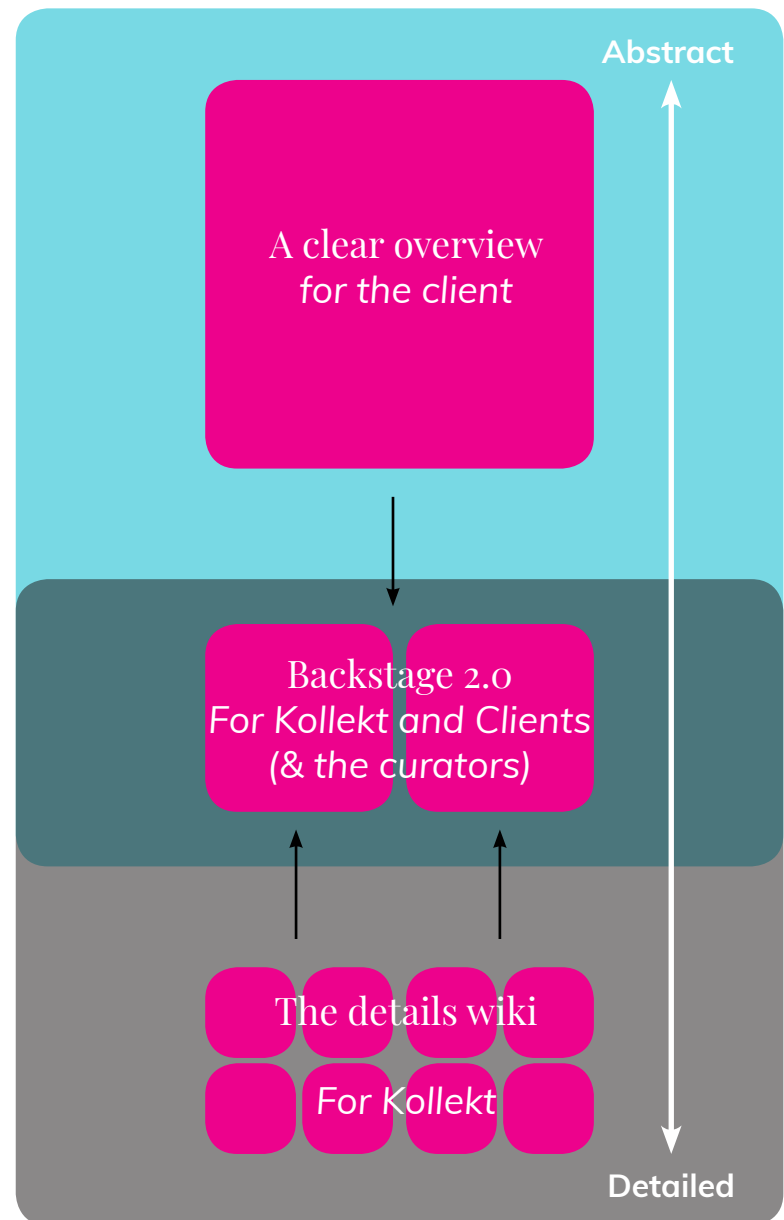 Abstract
A clear overview
for the client
Backstage 2.0
For Kollekt and Clients
(& the curators)
The details wiki
For Kollekt
Detailed